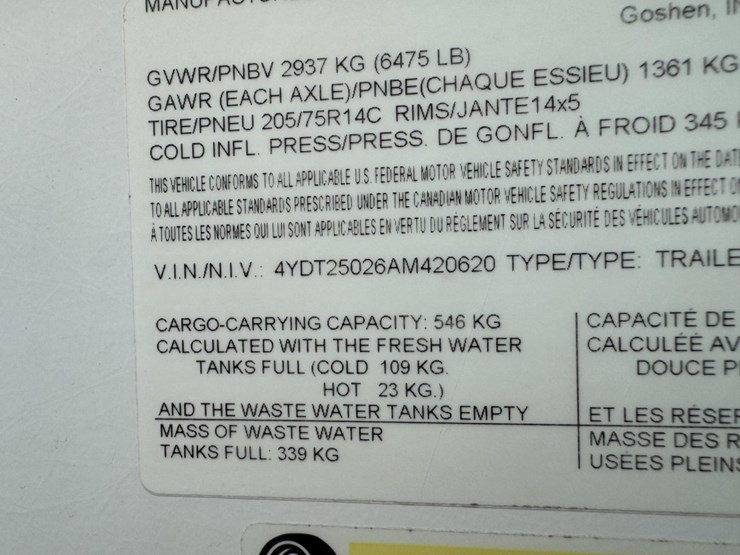 Goshen,
GVWR/PNBV 2937 KG (6475 LB)
GAWR (EACH AXLE)/PNBE(CHAQUE ESSIEU) 1361 KG
TIRE/PNEU 205/75R14C RIMS/JANTE14x5
COLD INFL. PRESS/PRESS. DE GONFL. À FROID 345
THIS VEHICLE CONFORMS TO ALL APPLICABLE U.S. FEDERAL MOTOR VEHICLE SAFETY STANDARDS IN EFFECT ON THE
TO ALL APPLICABLE STANDARDS PRESCRIBED UNDER THE CANADIAN MOTOR VEHICLE SAFETY REGULATIONS IN EFFECT
À TOUTES LES NORMES QUI LUI SONT APPLICABLES EN VERTU DU RÈGLEMENT SUR LA SÉCURITÉ DES VÉHICULES
V.I.N./N.I.V.: 4YDT25026AM420620 TYPE/TYPE: TRAILE
CARGO-CARRYING CAPACITY: 546 KG
CALCULATED WITH THE FRESH WATER
TANKS FULL (COLD 109 KG.
HOT 23 KG.)
AND THE WASTE WATER TANKS EMPTY
MASS OF WASTE WATER
TANKS FULL: 339 KG
CAPACITÉ DE
CALCULÉE AV
DOUCE
ET LES RÉSER
MASSE DES R
USÉES PLEINS